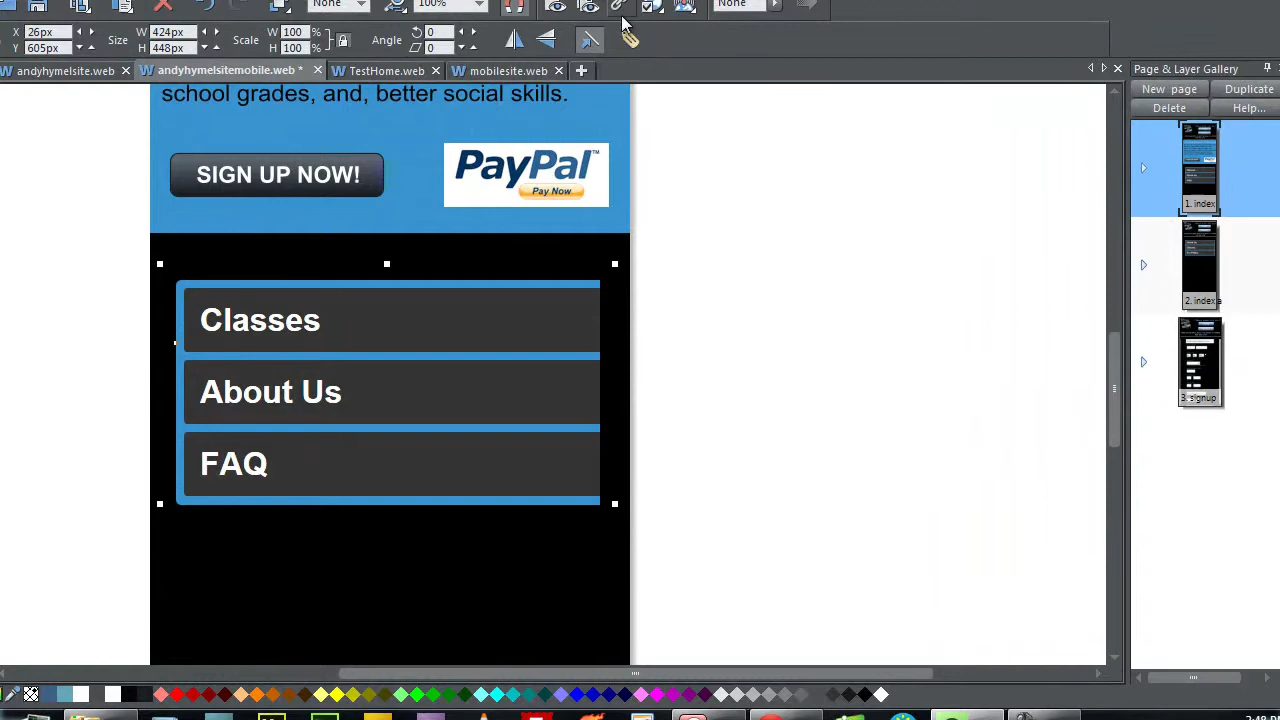 None
100%
None
X
26px
W
424px
W
100
%
0
Size
Scale
Angle
Y
605px
H
448px
H
100
%
0
andyhymelsite.web
andyhymelsitemobile.web *
TestHome.web
mobilesite.web
Page & Layer Gallery
New page
Duplicate
Delete
Help...
school grades, and, better social skills.
SIGN UP NOW!
PayPal™
Pay Now
Classes
About Us
FAQ
1. index
2. index
3. signup